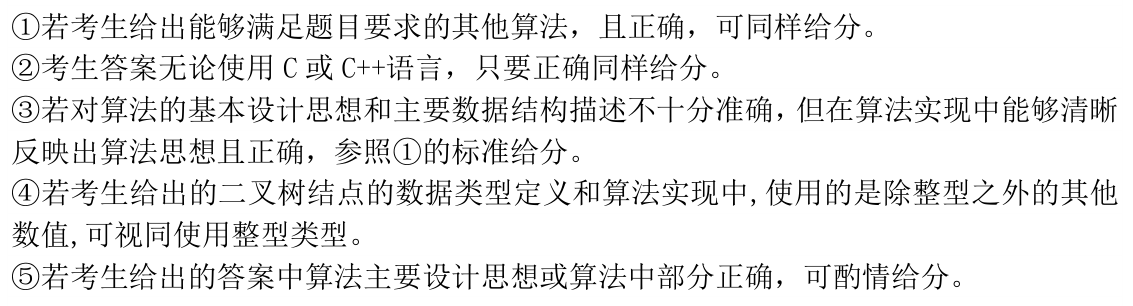 ①若考生给出能够满足题目要求的其他算法，且正确，可同样给分。
②考生答案无论使用 C 或 C++语言，只要正确同样给分。
③若对算法的基本设计思想和主要数据结构描述不十分准确，但在算法实现中能够清晰
反映出算法思想且正确，参照①的标准给分。
④若考生给出的二叉树结点的数据类型定义和算法实现中,使用的是除整型之外的其他
数值,可视同使用整型类型。
⑤若考生给出的答案中算法主要设计思想或算法中部分正确，可酌情给分。